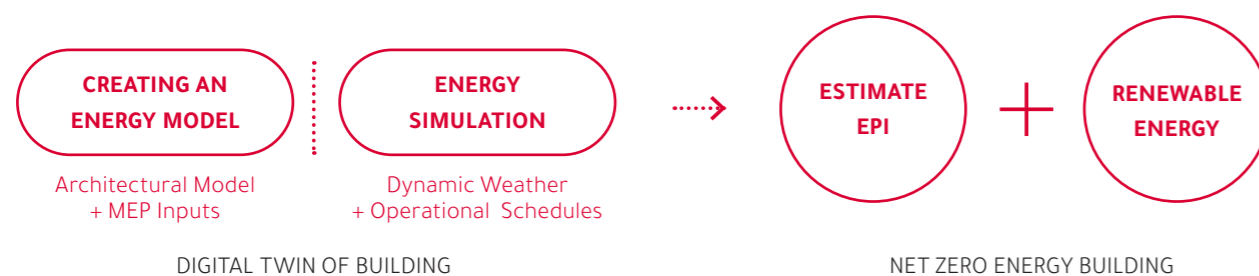 CREATING AN
ENERGY MODEL
Architectural Model
+ MEP Inputs
ENERGY
SIMULATION
Dynamic Weather
+ Operational Schedules
DIGITAL TWIN OF BUILDING
ESTIMATE
EPI
+
RENEWABLE
ENERGY
NET ZERO ENERGY BUILDING